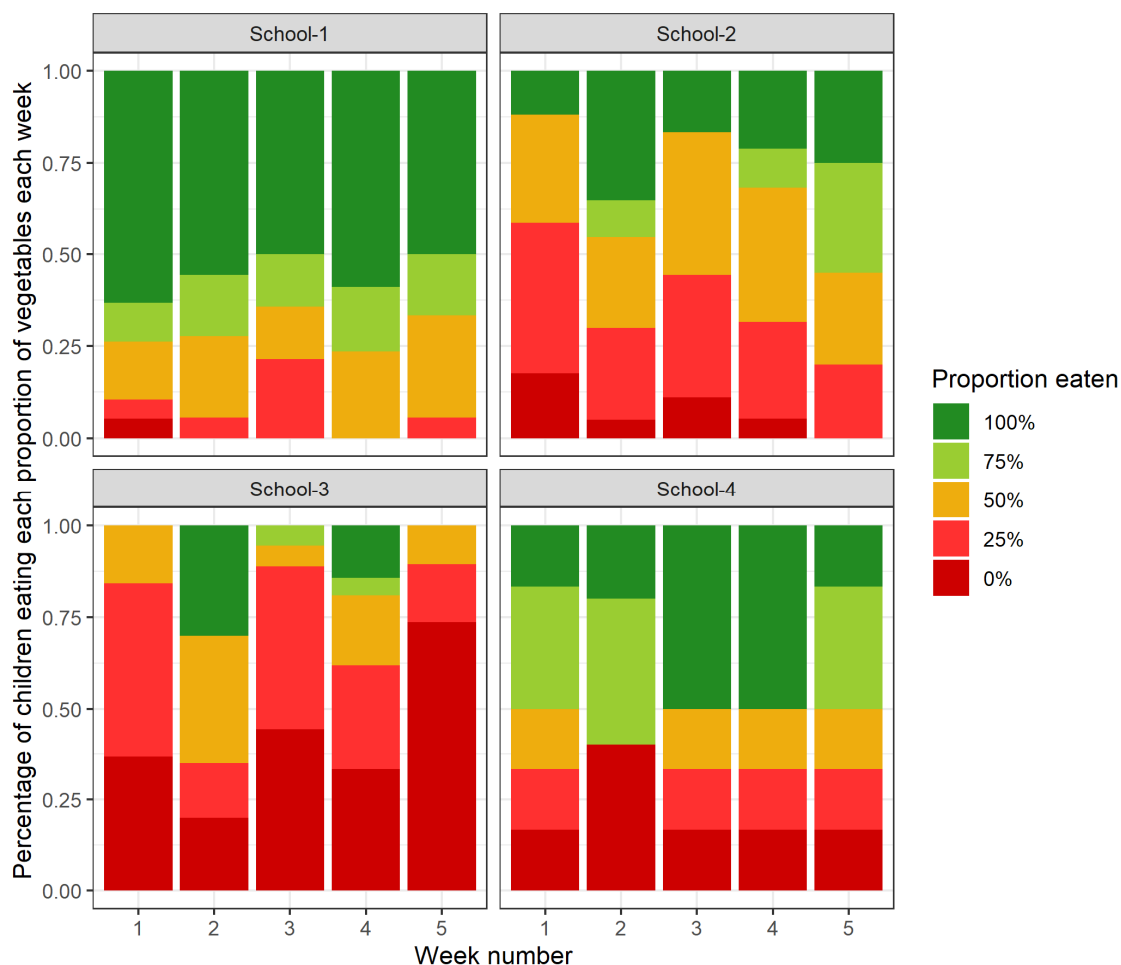 School-1
School-2
1.00
0.75
0.50
0.25
0.00
School-3
School-4
1.00
0.75
0.50
0.25
0.00
1 2 3 4 5
1 2 3 4 5
Week number
Percentage of children eating each proportion of vegetables each week
Proportion eaten
100%
75%
50%
25%
0%